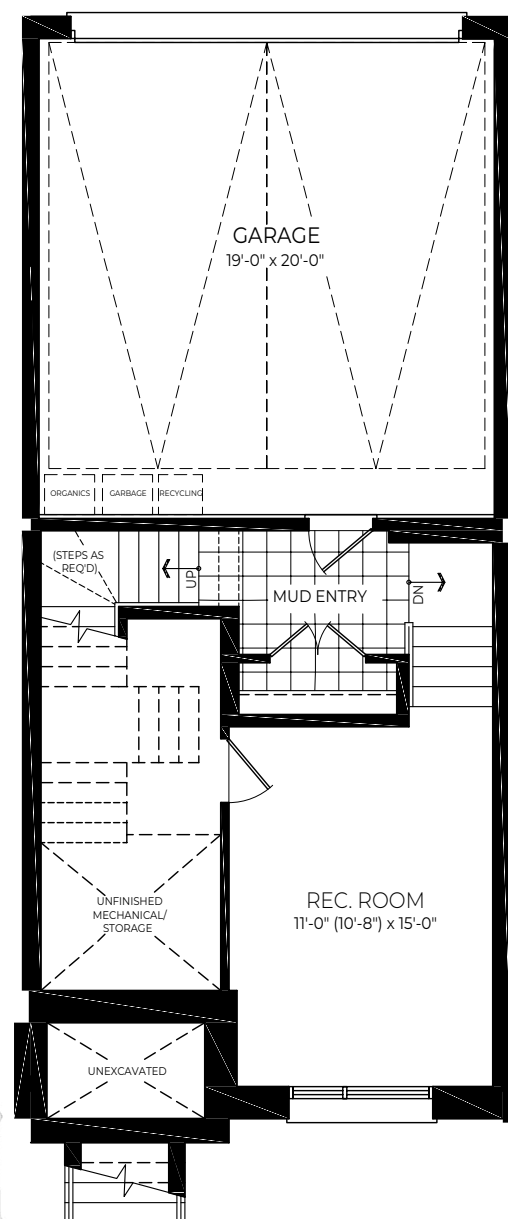 GARAGE
19'-0" x 20'-0"
ORGANICS
GARBAGE
RECYCLING
(STEPS AS
REQ'D)
UP
MUD ENTRY
DN
REC. ROOM
11'-0" (10'-8") x 15'-0"
UNFINISHED
MECHANICAL/
STORAGE
UNEXCAVATED